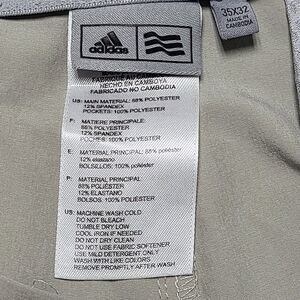 adidas
35X32
MADE IN
CAMBODIA
FABRIQUÉ AU
HECHO EN CAMBOYA
FABRICADO NO CAMBODIA
US: MAIN MATERIAL: 88% POLYESTER
12% SPANDEX
POCKETS: 100% POLYESTER
F: MATIERE PRINCIPALE:
88% POLYESTER
12% SPANDEX
POCHES: 100% POLYESTER
E: MATERIAL PRINCIPAL: 88% poliéster
12% elastano
BOLSILLOS: 100% poliéster
P: MATERIAL PRINCIPAL
88% POLIÉSTER
12% ELASTANO
BOLSOS: 100% POLIÉSTER
US: MACHINE WASH COLD
DO NOT BLEACH
TUMBLE DRY LOW
COOL IRON IF NEEDED
DO NOT DRY CLEAN
DO NOT USE FABRIC SOFTENER
USE MILD DETERGENT ONLY
WASH WITH LIKE COLORS
REMOVE PROMPTLY AFTER WASH